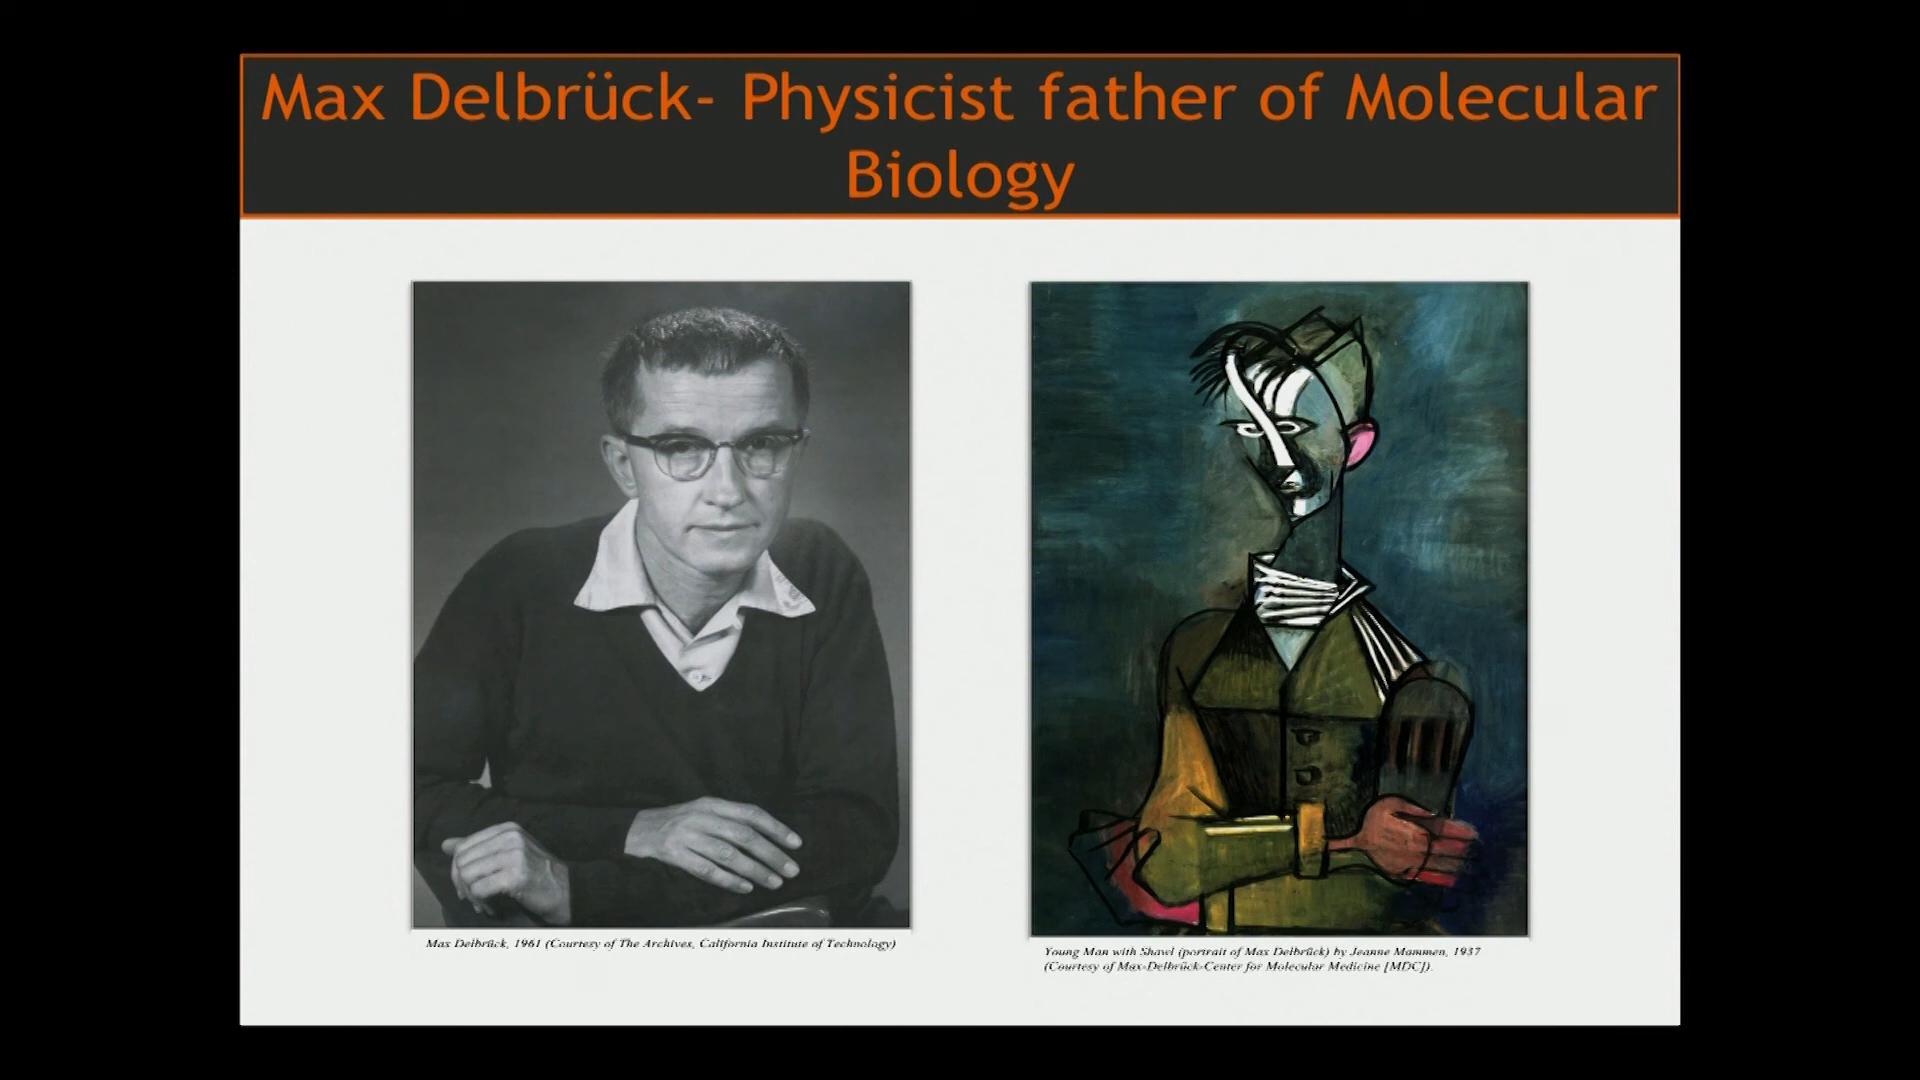 Max Delbrück- Physicist father of Molecular
Biology
Max Delbrück, 1961 (Courtesy of The Archives, California Institute of Technology)
Young Man with Shawl (portrait of Max Delbrück) by Jeanne Mammen, 1937
(Courtesy of Max-Delbrück-Center for Molecular Medicine [MDC]).